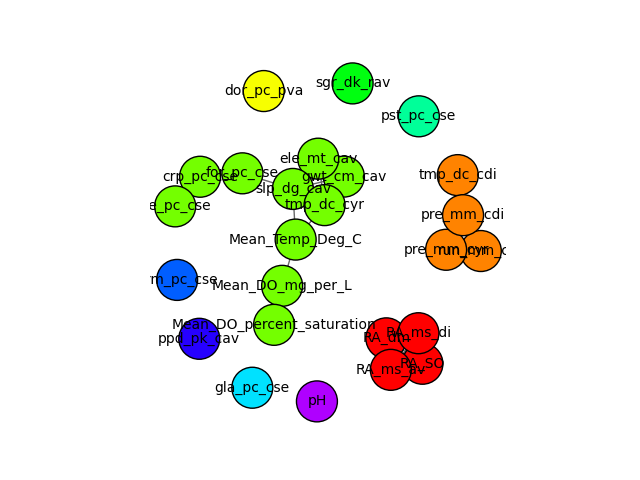 sgr_dk_rav
dor_pc_pva
pst_pc_cse
ele_mt_cav
for_pc_cse
crp_pc_cse
gwt_cm_cav
tmp_dc_cdi
slp_dg_cav
tmp_dc_cyr
e_pc_cse
pre_mm_cdi
Mean_Temp_Deg_C
pre_mm_cyr
m_pc_cse
Mean_DO_mg_per_L
Mean_DO_percent_saturation
RA_ms_di
RA_dm
ppd_pk_cav
RA_SO
RA_ms_av
gla_pc_cse
pH